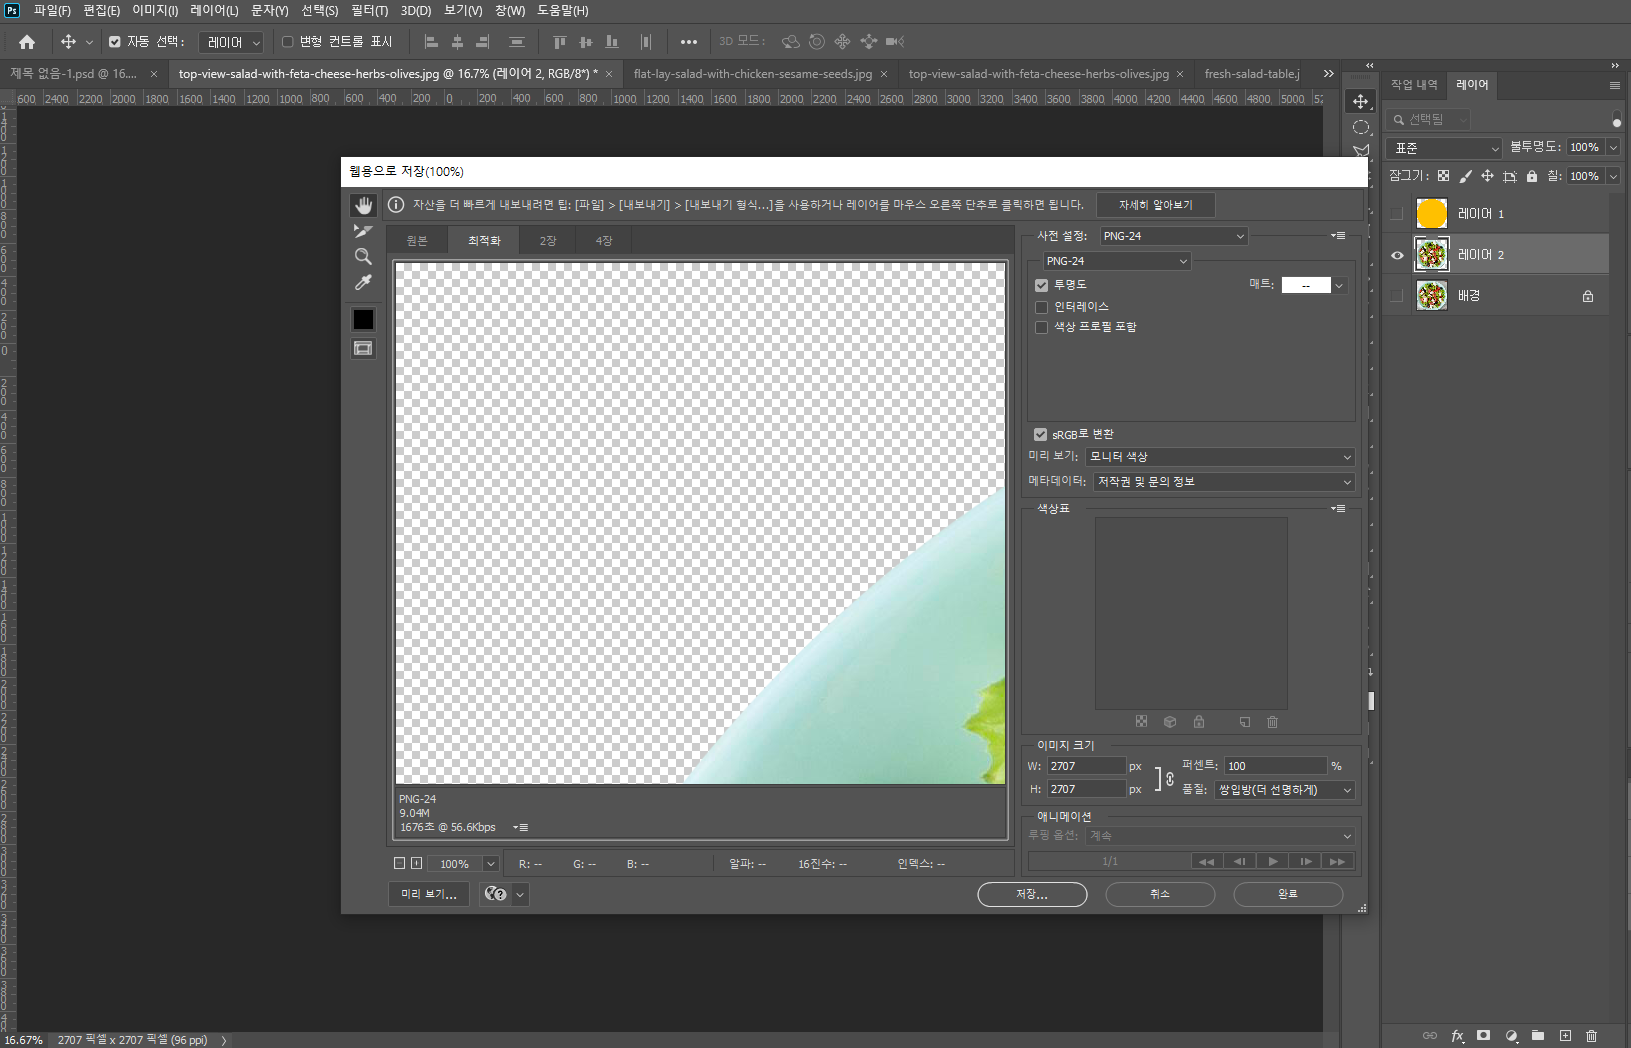 Ps 파일(F) 편집(E) 이미지(I) 레이어(L) 문자(Y) 선택(S) 필터(T) 3D(D) 보기(V) 창(W) 도움말(H)
자동 선택: 레이어 변형 컨트롤 표시 ••• 3D 모드:
제목 없음-1.psd @ 16.... × top-view-salad-with-feta-cheese-herbs-olives.jpg @ 16.7% (레이어 2, RGB/8*) * × flat-lay-salad-with-chicken-sesame-seeds.jpg × top-view-salad-with-feta-cheese-herbs-olives.jpg × fresh-salad-table.j
600 2400 2200 2000 1800 1600 1400 1200 1000 800 600 400 200 0 200 400 600 800 1000 1200 1400 1600 1800 2000 2200 2400 2600 2800 3000 3200 3400 3600 3800 4000 4200 4400 4600 4800 5000 52
작업 내역 레이어
선택됨
표준 불투명도: 100%
잠그기: 칠: 100%
레이어 1
레이어 2
배경
웹용으로 저장(100%)
자산을 더 빠르게 내보내려면 팁: [파일] > [내보내기] > [내보내기 형식...]을 사용하거나 레이어를 마우스 오른쪽 단추로 클릭하면 됩니다. 자세히 알아보기
원본 최적화 2장 4장
사전 설정: PNG-24
PNG-24
투명도 매트: --
인터레이스
색상 프로필 포함
sRGB로 변환
미리 보기: 모니터 색상
메타데이터: 저작권 및 문의 정보
색상표
이미지 크기
W: 2707 px 퍼센트: 100 %
H: 2707 px 품질: 쌍입방(더 선명하게)
애니메이션
루핑 옵션: 계속
1/1
PNG-24
9.04M
1676초 @ 56.6Kbps
100% R: -- G: -- B: -- 알파: -- 16진수: -- 인덱스: --
미리 보기... 저장... 취소 완료
16.67% 2707 픽셀 x 2707 픽셀 (96 ppi)
fx